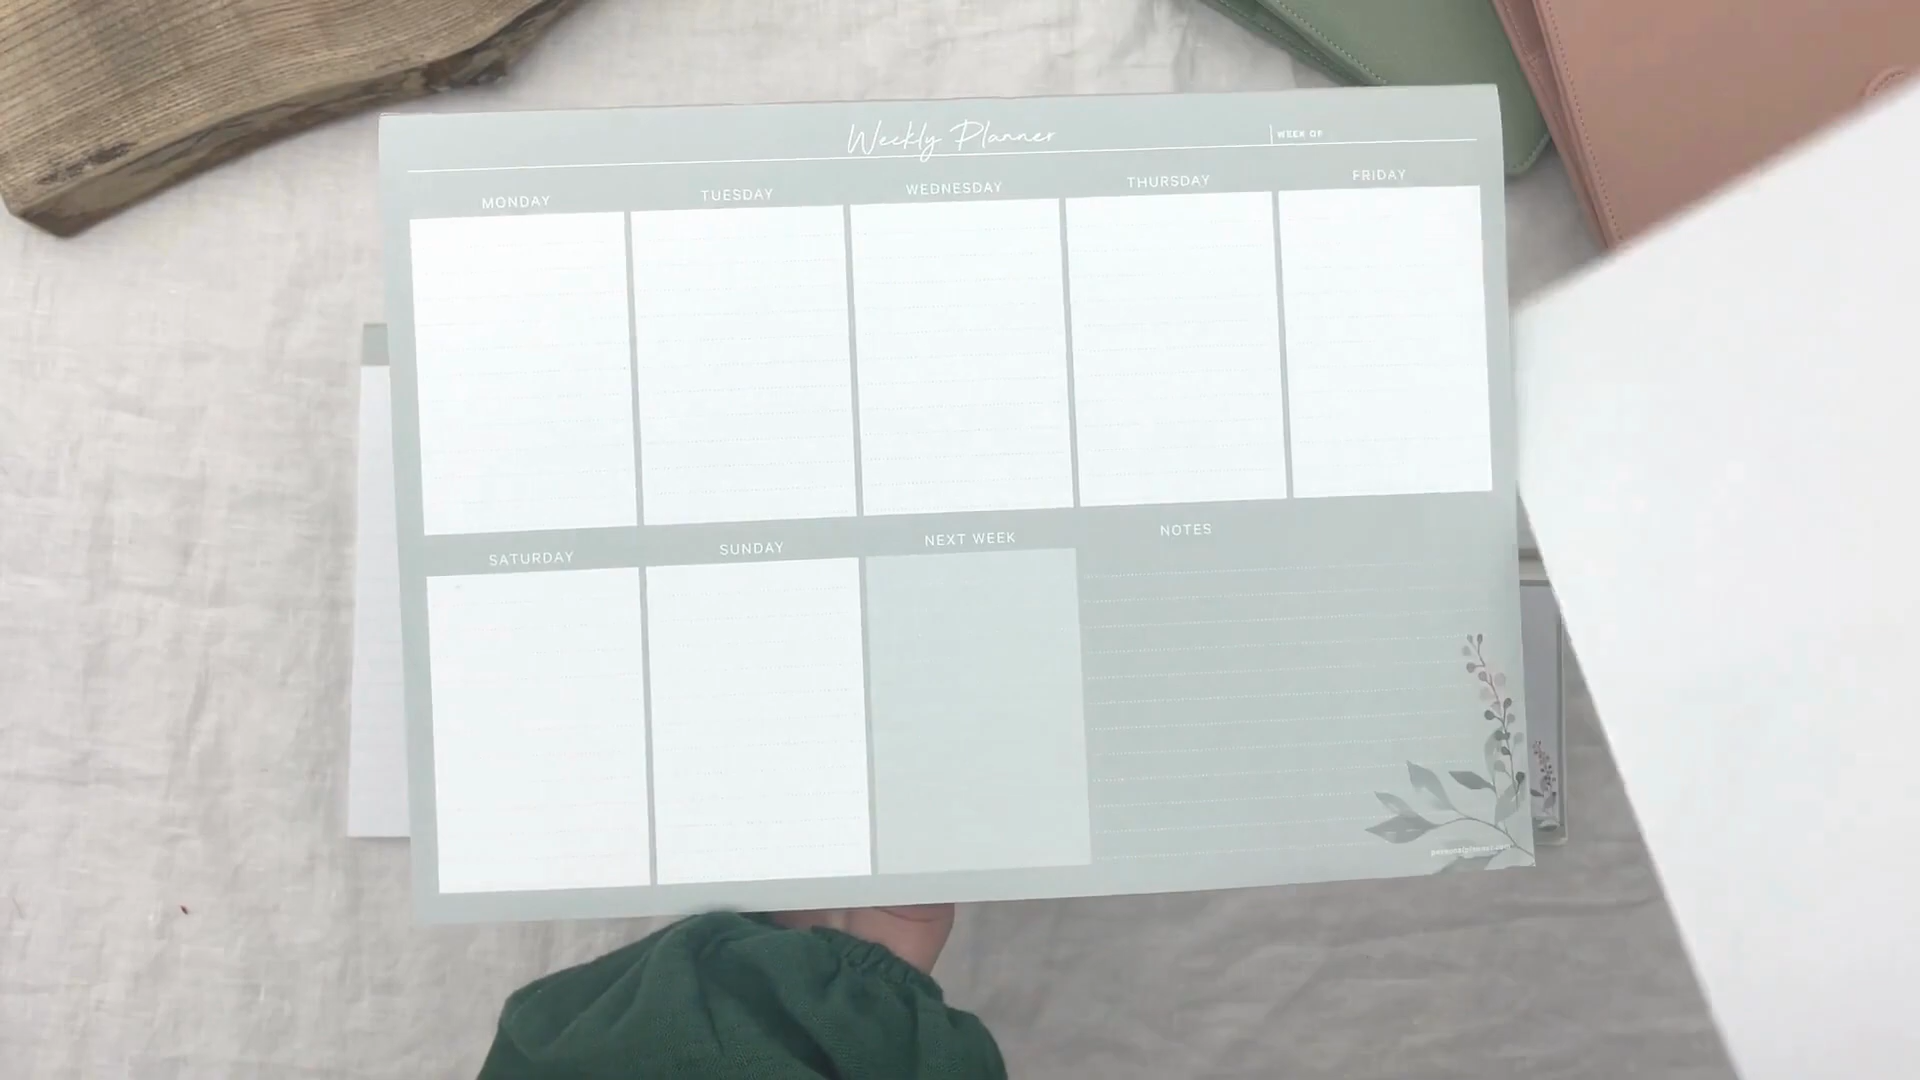 Weekly Planner
WEEK OF
MONDAY
TUESDAY
WEDNESDAY
THURSDAY
FRIDAY
SATURDAY
SUNDAY
NEXT WEEK
NOTES